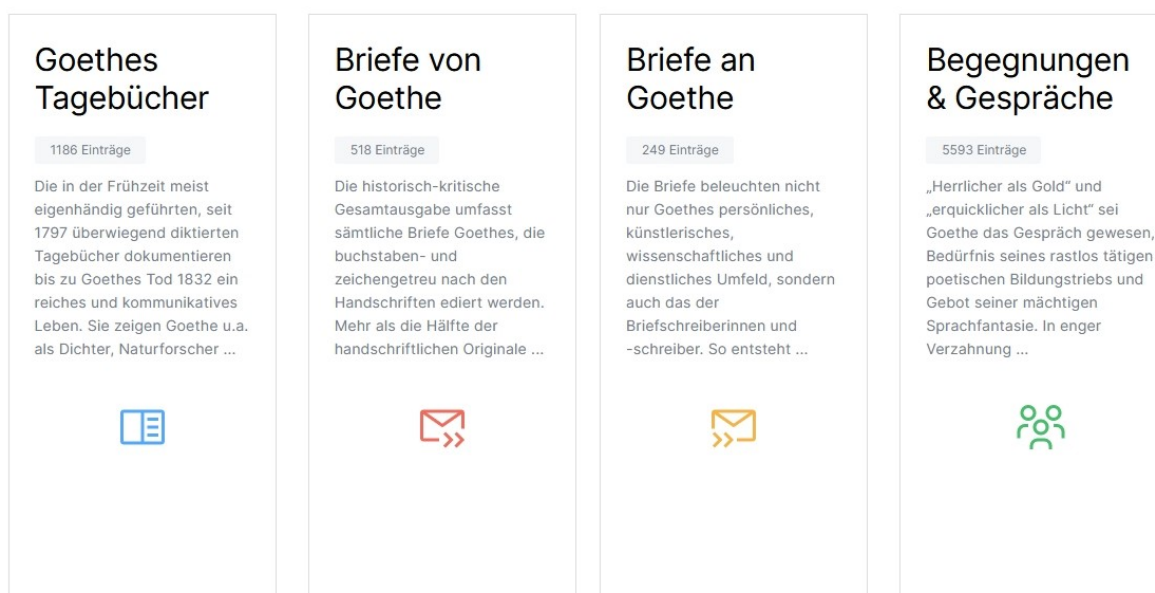 Goethes
Tagebücher
1186 Einträge
Die in der Frühzeit meist
eigenhändig geführten, seit
1797 überwiegend diktierten
Tagebücher dokumentieren
bis zu Goethes Tod 1832 ein
reiches und kommunikatives
Leben. Sie zeigen Goethe u.a.
als Dichter, Naturforscher ...
Briefe von
Goethe
518 Einträge
Die historisch-kritische
Gesamtausgabe umfasst
sämtliche Briefe Goethes, die
buchstaben- und
zeichengetreu nach den
Handschriften ediert werden.
Mehr als die Hälfte der
handschriftlichen Originale ...
Briefe an
Goethe
249 Einträge
Die Briefe beleuchten nicht
nur Goethes persönliches,
künstlerisches,
wissenschaftliches und
dienstliches Umfeld, sondern
auch das der
Briefschreiberinnen und
-schreiber. So entsteht ...
Begegnungen
& Gespräche
5593 Einträge
„Herrlicher als Gold“ und
„erquicklicher als Licht“ sei
Goethe das Gespräch gewesen,
Bedürfnis seines rastlos tätigen
poetischen Bildungstriebs und
Gebot seiner mächtigen
Sprachfantasie. In enger
Verzahnung ...